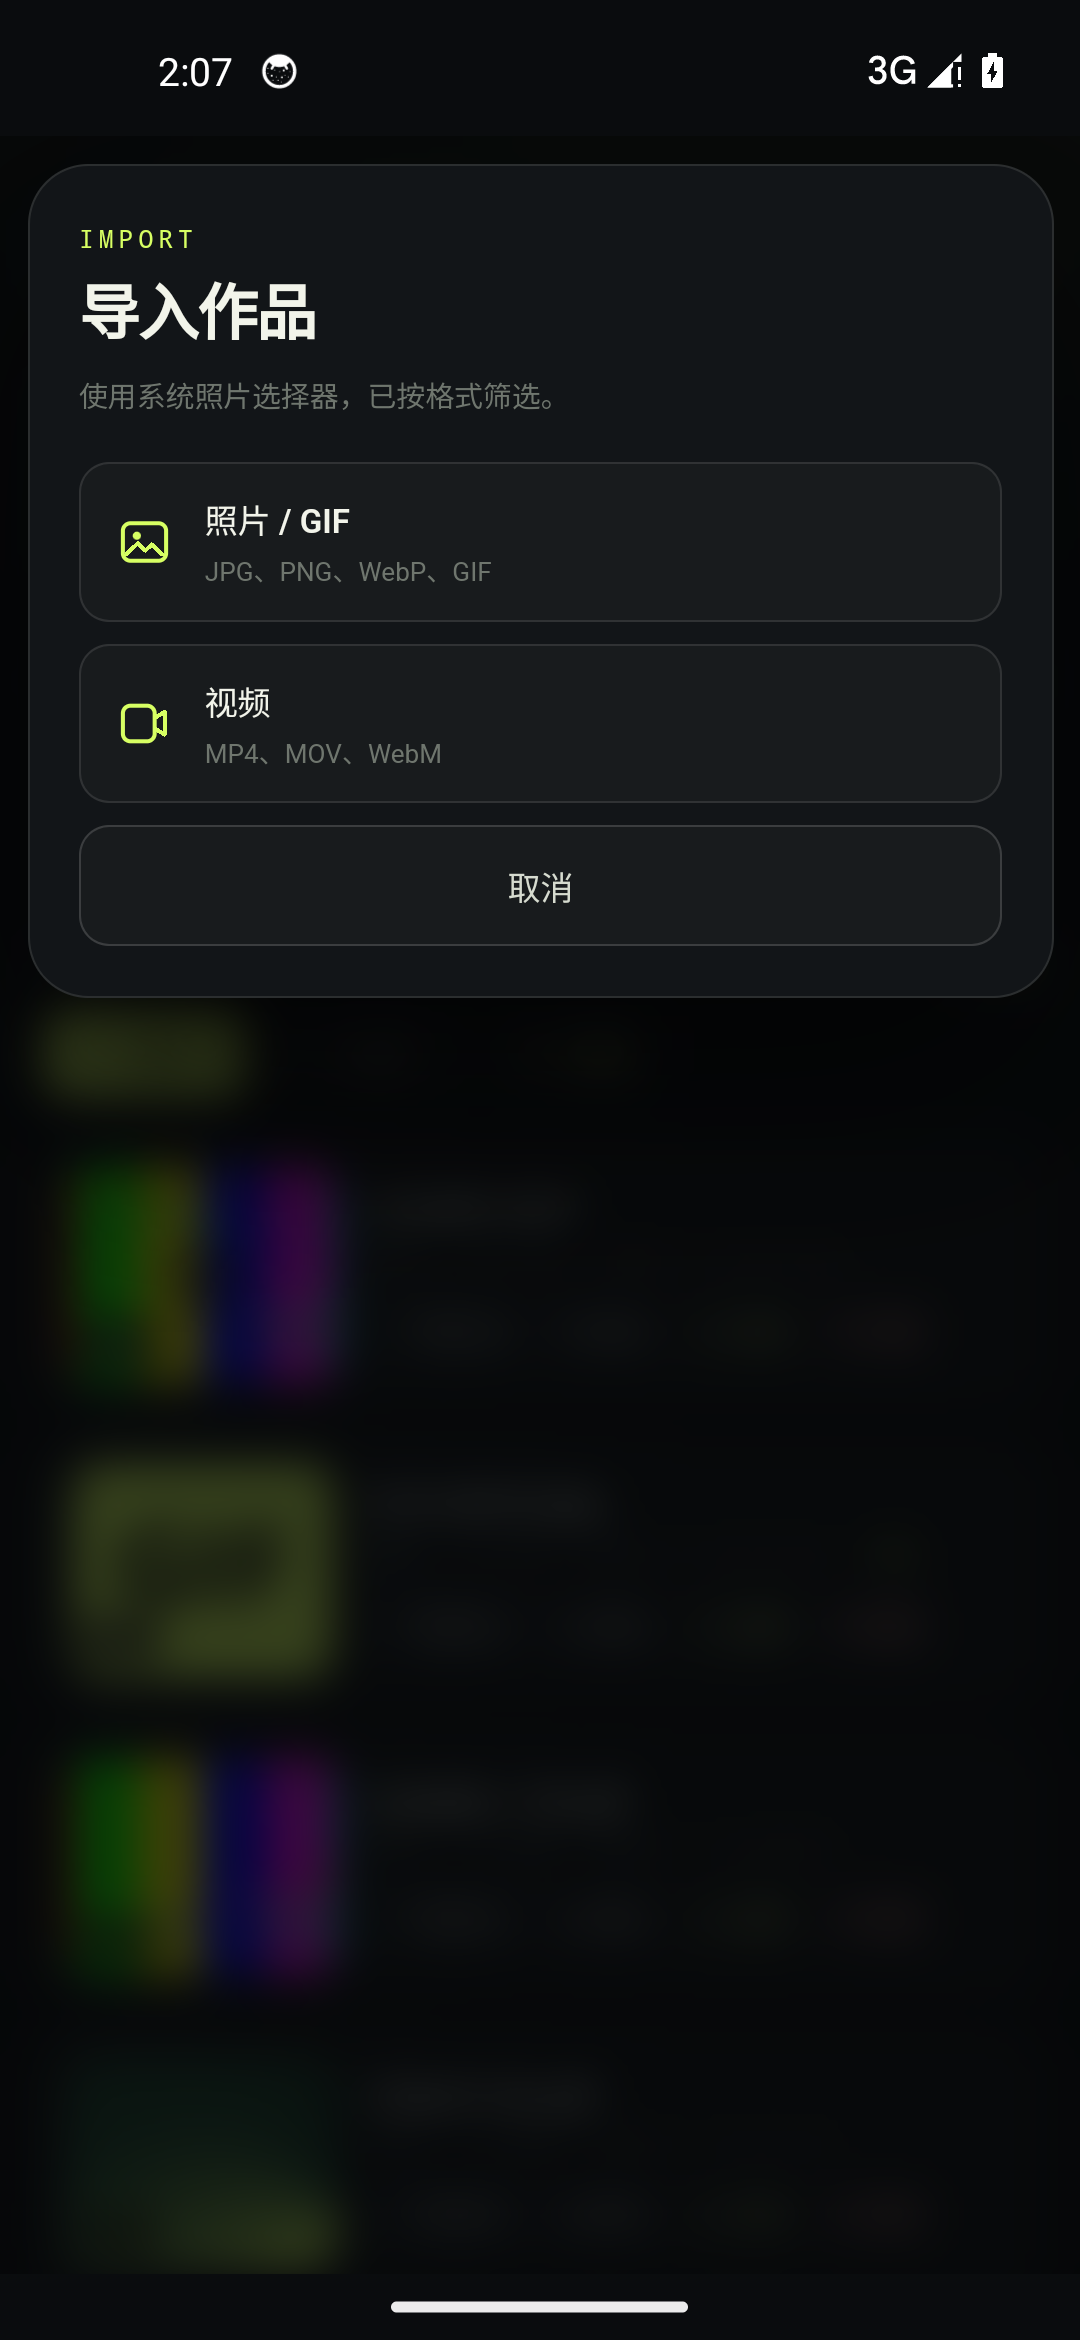 2:07
3G
IMPORT
导入作品
使用系统照片选择器，已按格式筛选。
照片 / GIF
JPG、PNG、WebP、GIF
视频
MP4、MOV、WebM
取消